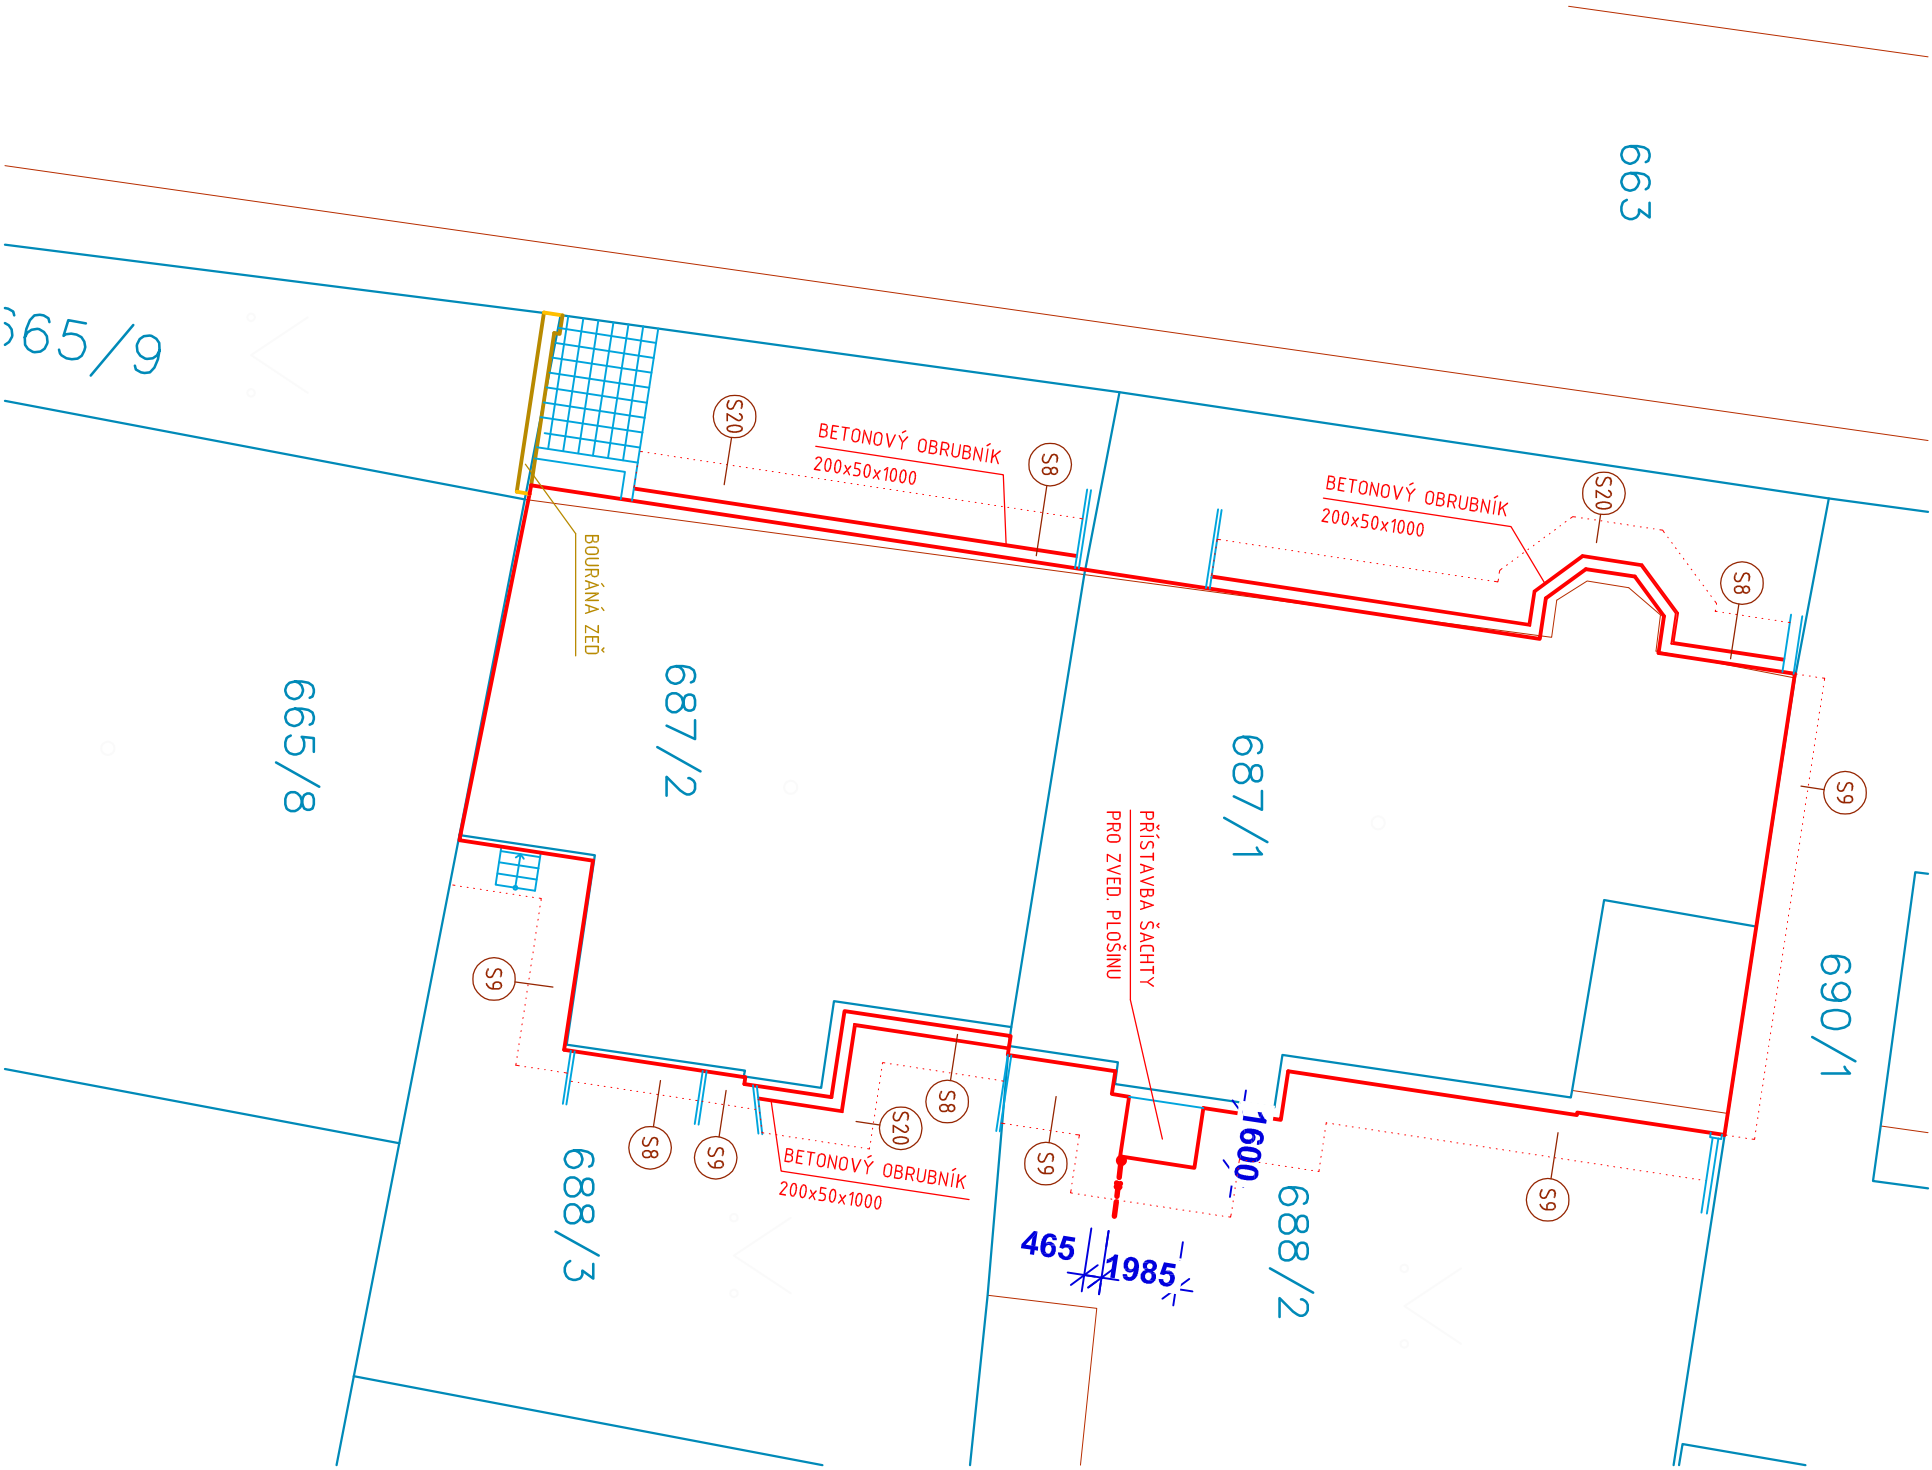 663
665/9
S20
BETONOVÝ OBRUBNÍK
200x50x1000
S8
BETONOVÝ OBRUBNÍK
200x50x1000
S20
S8
BOURANÁ ZEĎ
665/8
687/2
687/1
S9
PŘÍSTAVBA ŠACHTY
PRO ZVED. PLOŠINU
690/1
S9
S8
S9
S8
S20
BETONOVÝ OBRUBNÍK
200x50x1000
S9
1600
S9
688/3
688/2
465
1985